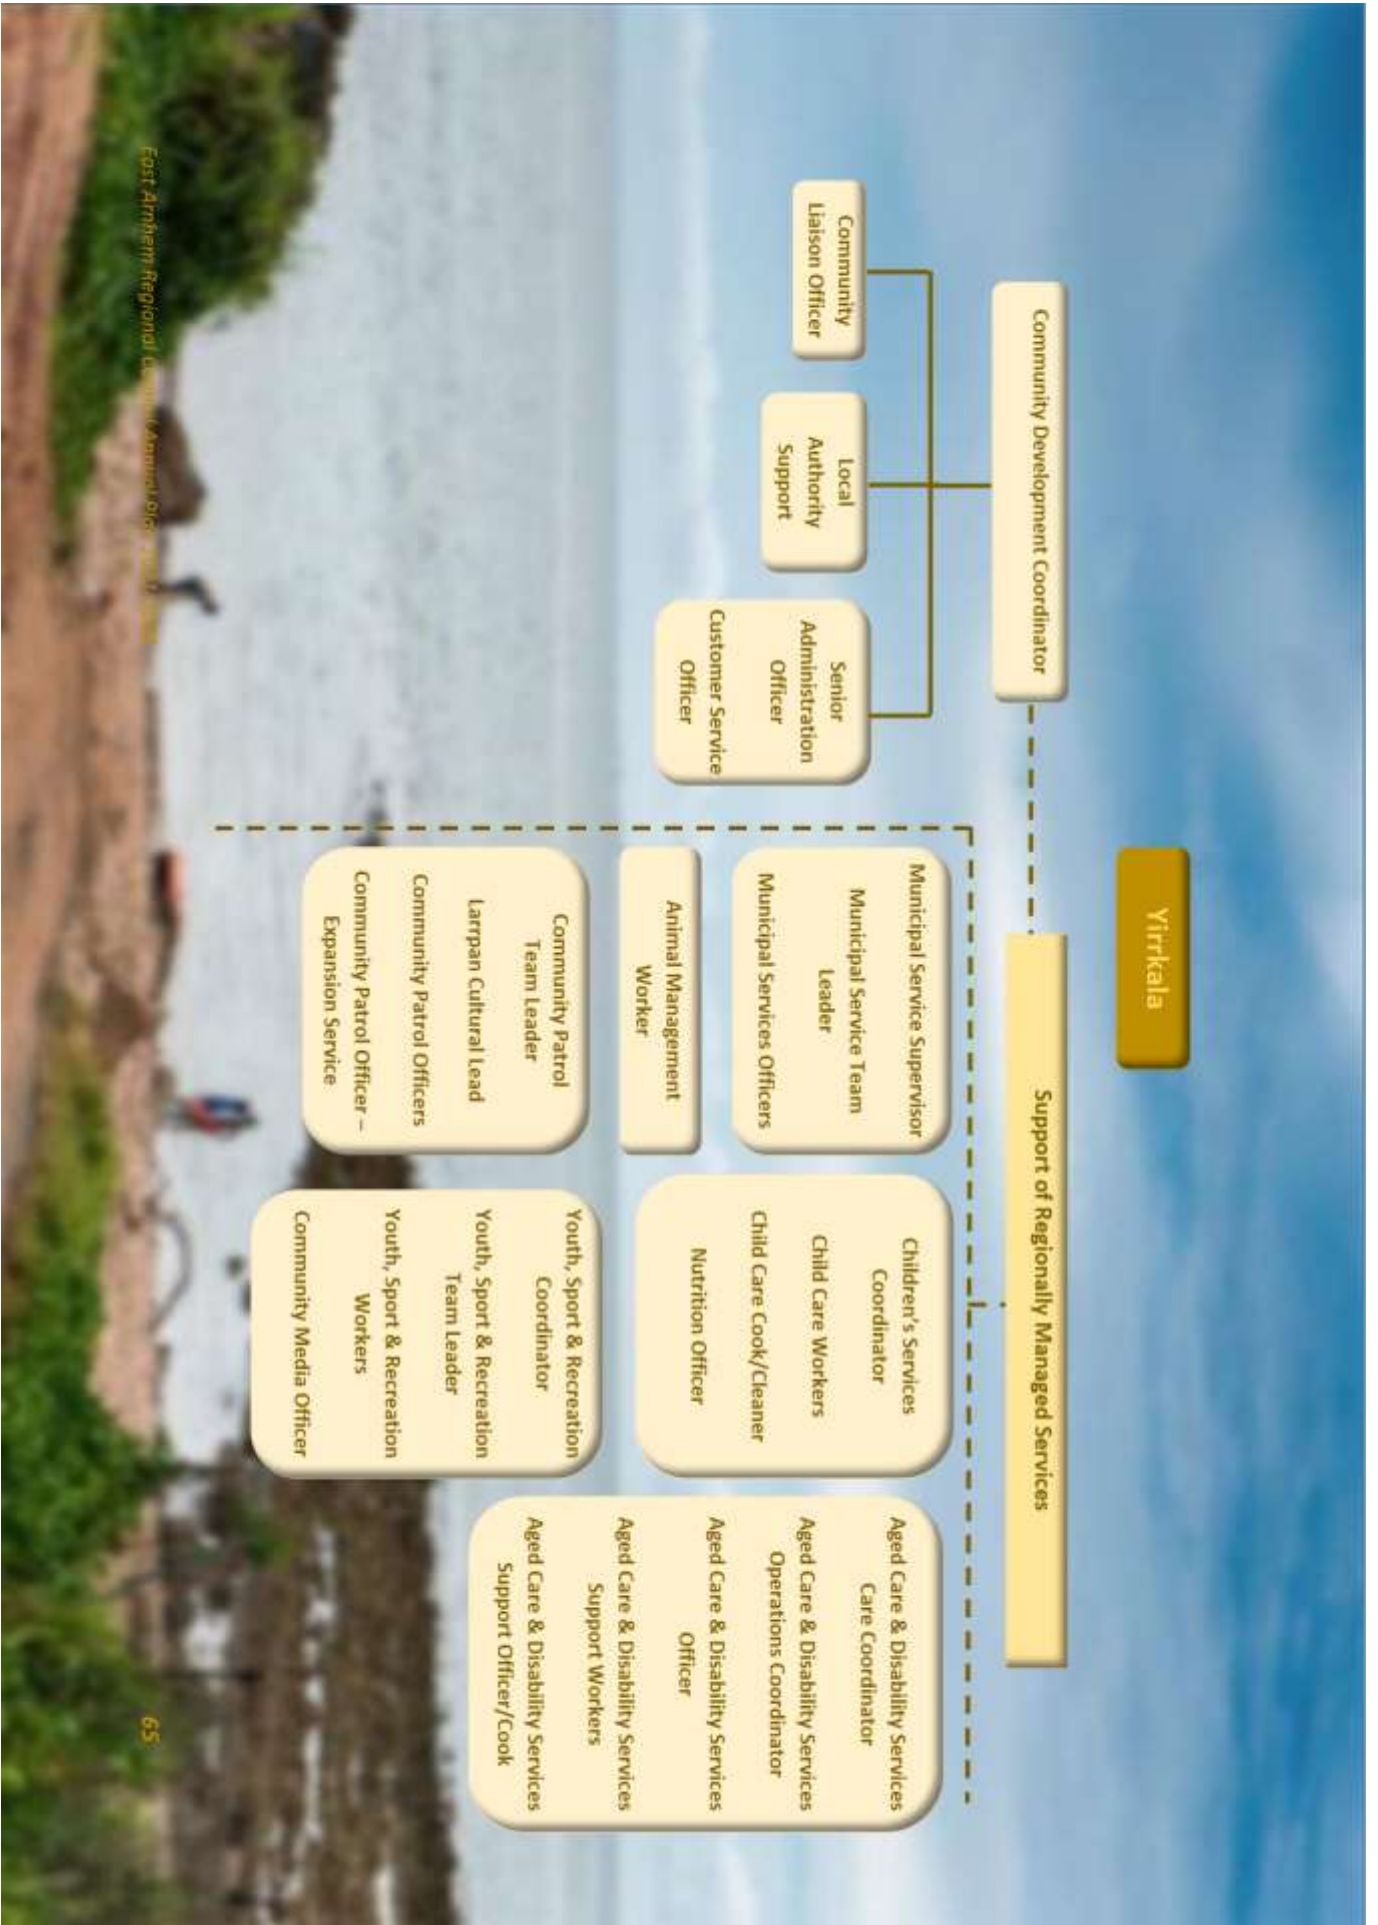 Yirrkala
Community Development Coordinator
Support of Regionally Managed Services
Community
Liaison Officer
Local
Authority
Support
Senior
Administration
Officer
Customer Service
Officer
Municipal Service Supervisor
Municipal Service Team
Leader
Municipal Services Officers
Animal Management
Worker
Community Patrol
Team Leader
Larrpan Cultural Lead
Community Patrol Officers
Community Patrol Officer –
Expansion Service
Children's Services
Coordinator
Child Care Workers
Child Care Cook/Cleaner
Nutrition Officer
Youth, Sport & Recreation
Coordinator
Youth, Sport & Recreation
Team Leader
Youth, Sport & Recreation
Workers
Community Media Officer
Aged Care & Disability Services
Care Coordinator
Aged Care & Disability Services
Operations Coordinator
Aged Care & Disability Services
Officer
Aged Care & Disability Services
Support Workers
Aged Care & Disability Services
Support Officer/Cook
East Arnhem Regional
65